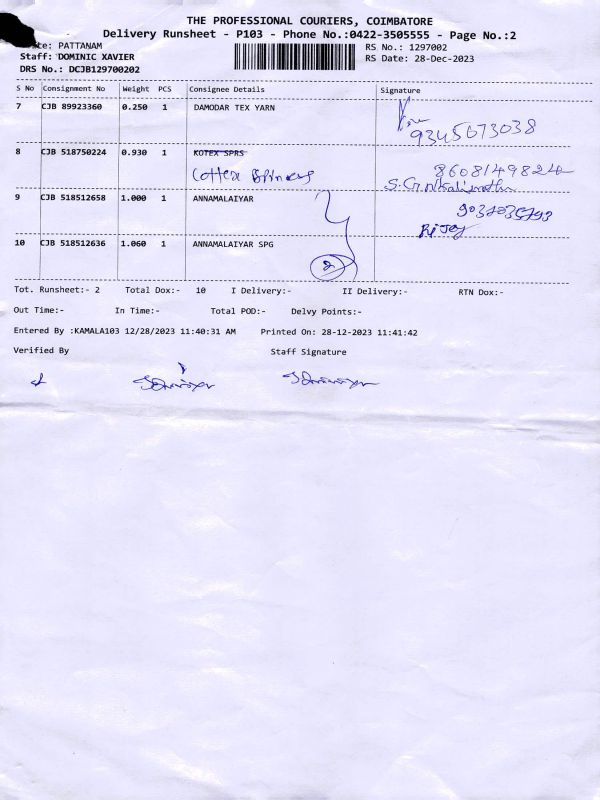 THE PROFESSIONAL COURIERS, COIMBATORE
Delivery Runsheet - P103 - Phone No.:0422-3505555 - Page No.:2
te: PATTANAM
RS No.: 1297002
Staff: DOMINIC XAVIER
RS Date: 28-Dec-2023
DRS No.: DCJB129700202
S No Consignment No Weight PCS Consignee Details Signature
7 CJB 89923360 0.250 1 DAMODAR TEX YARN
9345673038
8 CJB 518750224 0.930 1 KOTEX SPRS
Cottex Spinners
9 CJB 518512658 1.000 1 ANNAMALAIYAR
10 CJB 518512636 1.060 1 ANNAMALAIYAR SPG
2
Tot. Runsheet:- 2 Total Dox:- 10 I Delivery:- II Delivery:- RTN Dox:-
Out Time:- In Time:- Total POD:- Delvy Points:-
Entered By :KAMALA103 12/28/2023 11:40:31 AM Printed On: 28-12-2023 11:41:42
Verified By Staff Signature